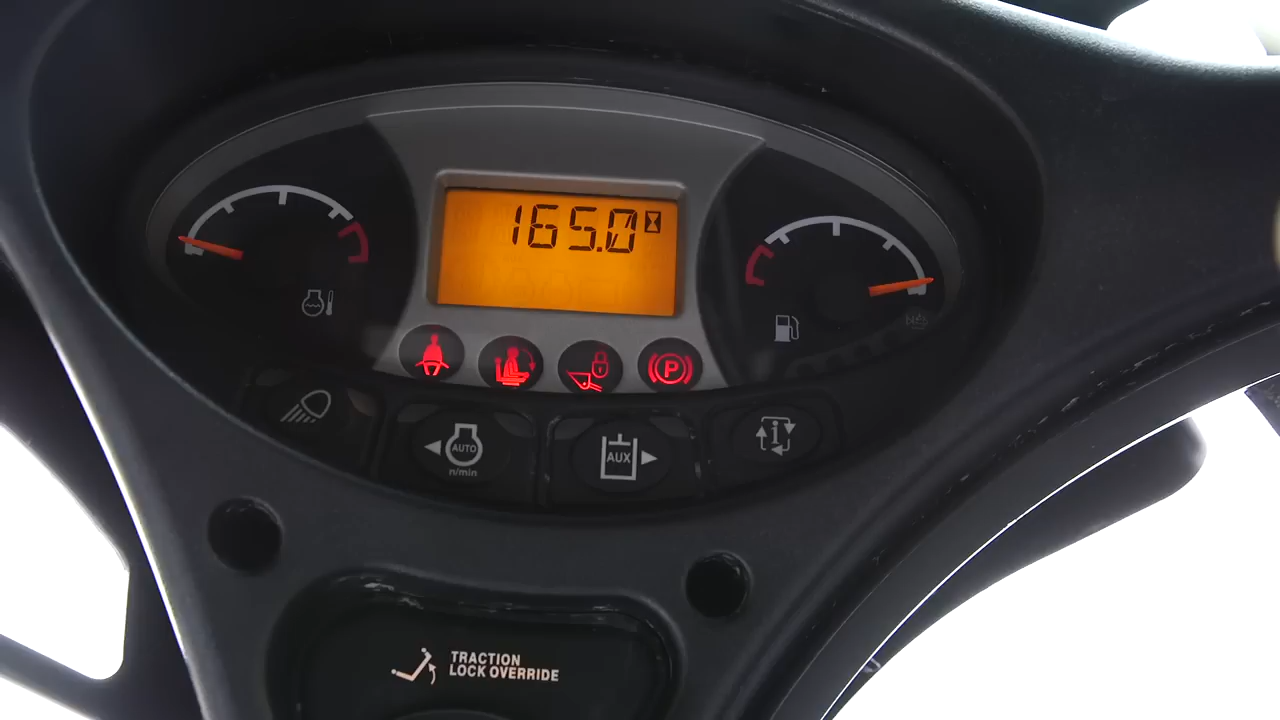 165.0
P
AUTO
n/min
AUX
i
TRACTION
LOCK OVERRIDE